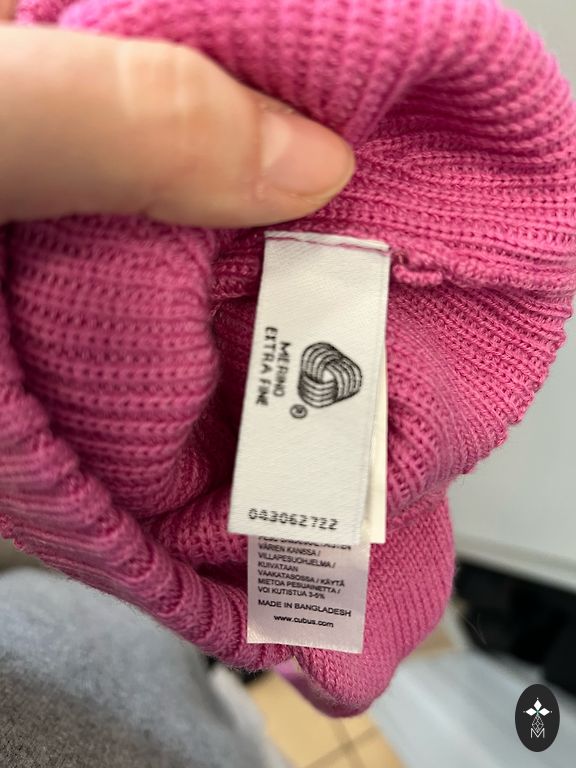 MERINO
EXTRA FINE
®
043062722
VÄRIEN KANSSA /
VILLAPESUOHJELMA /
KUIVATAAN
VAAKATASOSSA / KÄYTÄ
MIETOA PESUAINETTA /
VOI KUTISTUA 3-5%
MADE IN BANGLADESH
www.cubus.com
M